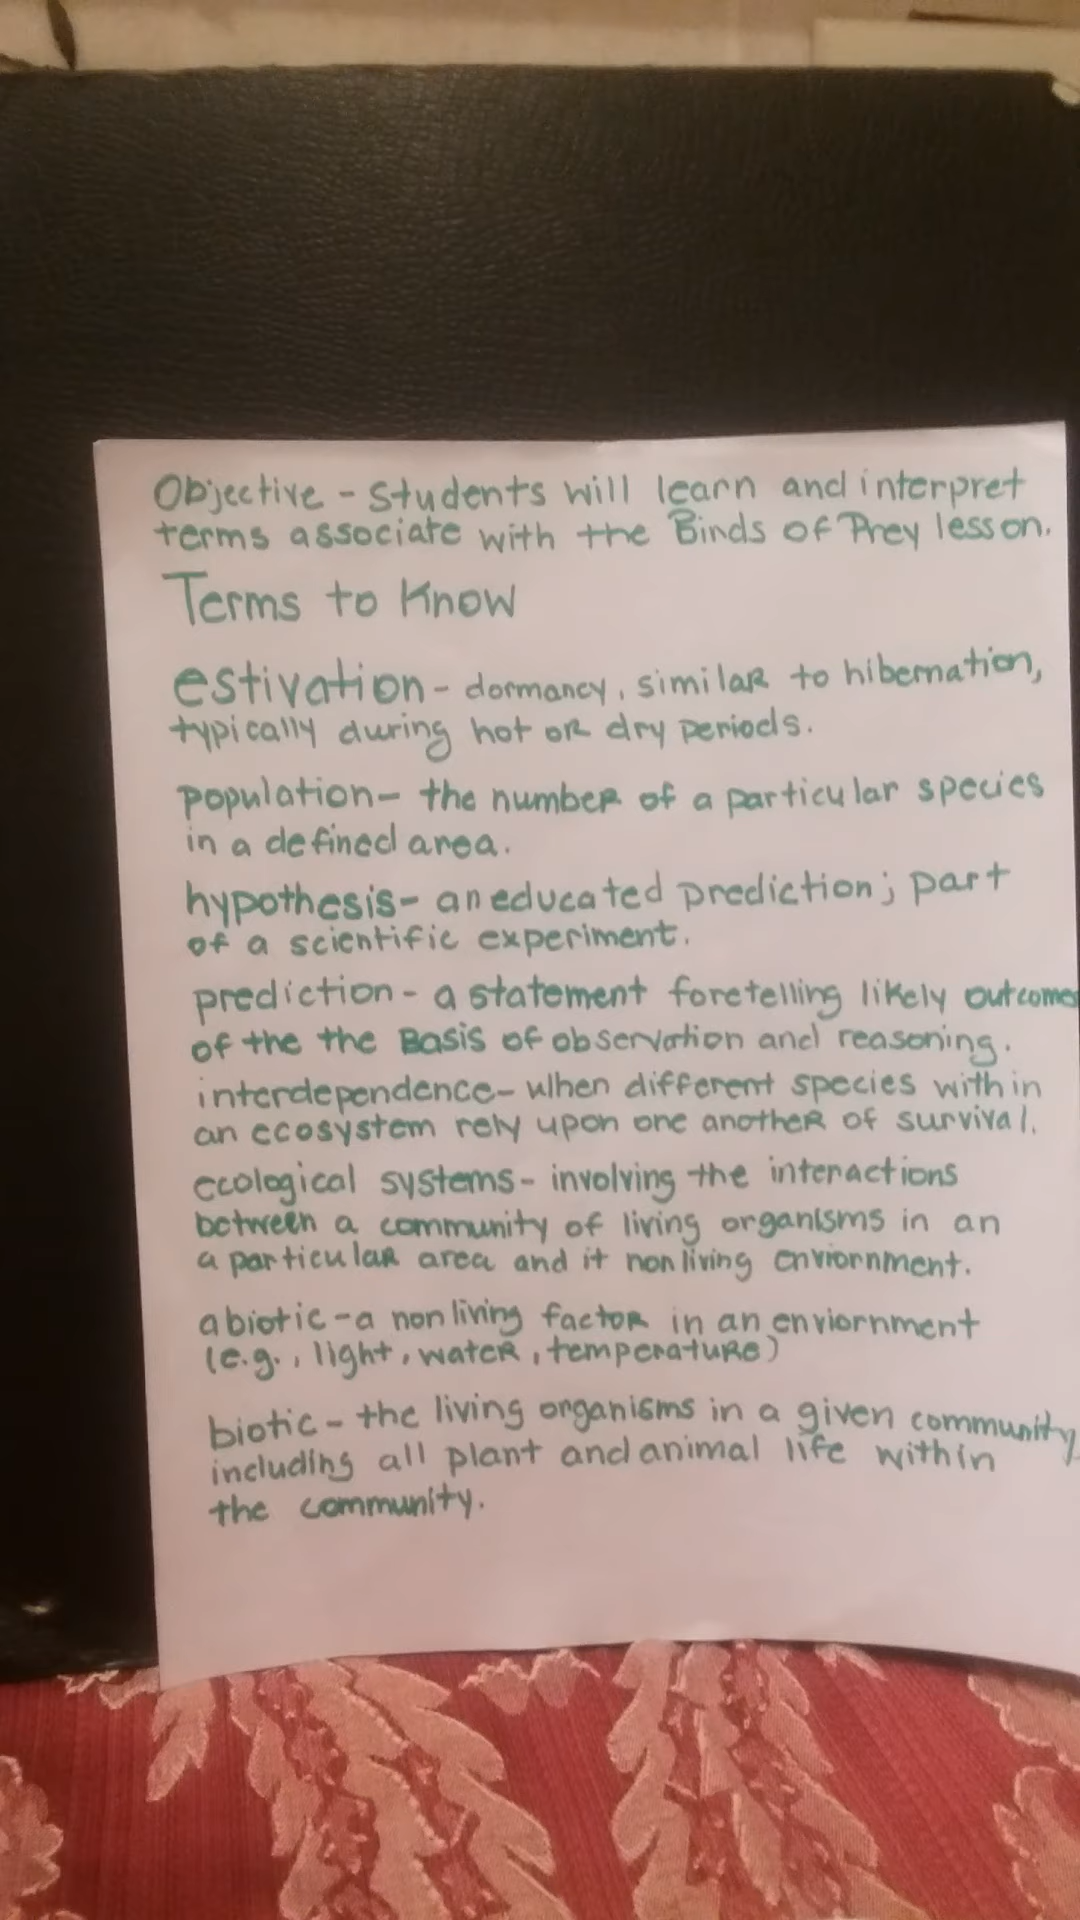 Objective - Students will learn and interpret
terms associate with the Binds of Prey lesson.
Terms to Know
estivation - dormancy, similar to hibernation,
typically during hot or dry periods.
population - the number of a particular species
in a defined area.
hypothesis - an educated prediction; part
of a scientific experiment.
prediction - a statement foretelling likely outcomes
of the the Basis of observation and reasoning.
interdependence - when different species within
an ecosystem rely upon one another of survival.
ecological systems - involving the interactions
between a community of living organisms in an
a particular area and it nonliving enviornment.
abiotic - a nonliving factor in an enviornment
(e.g., light, water, temperature)
biotic - the living organisms in a given community
including all plant and animal life within
the community.